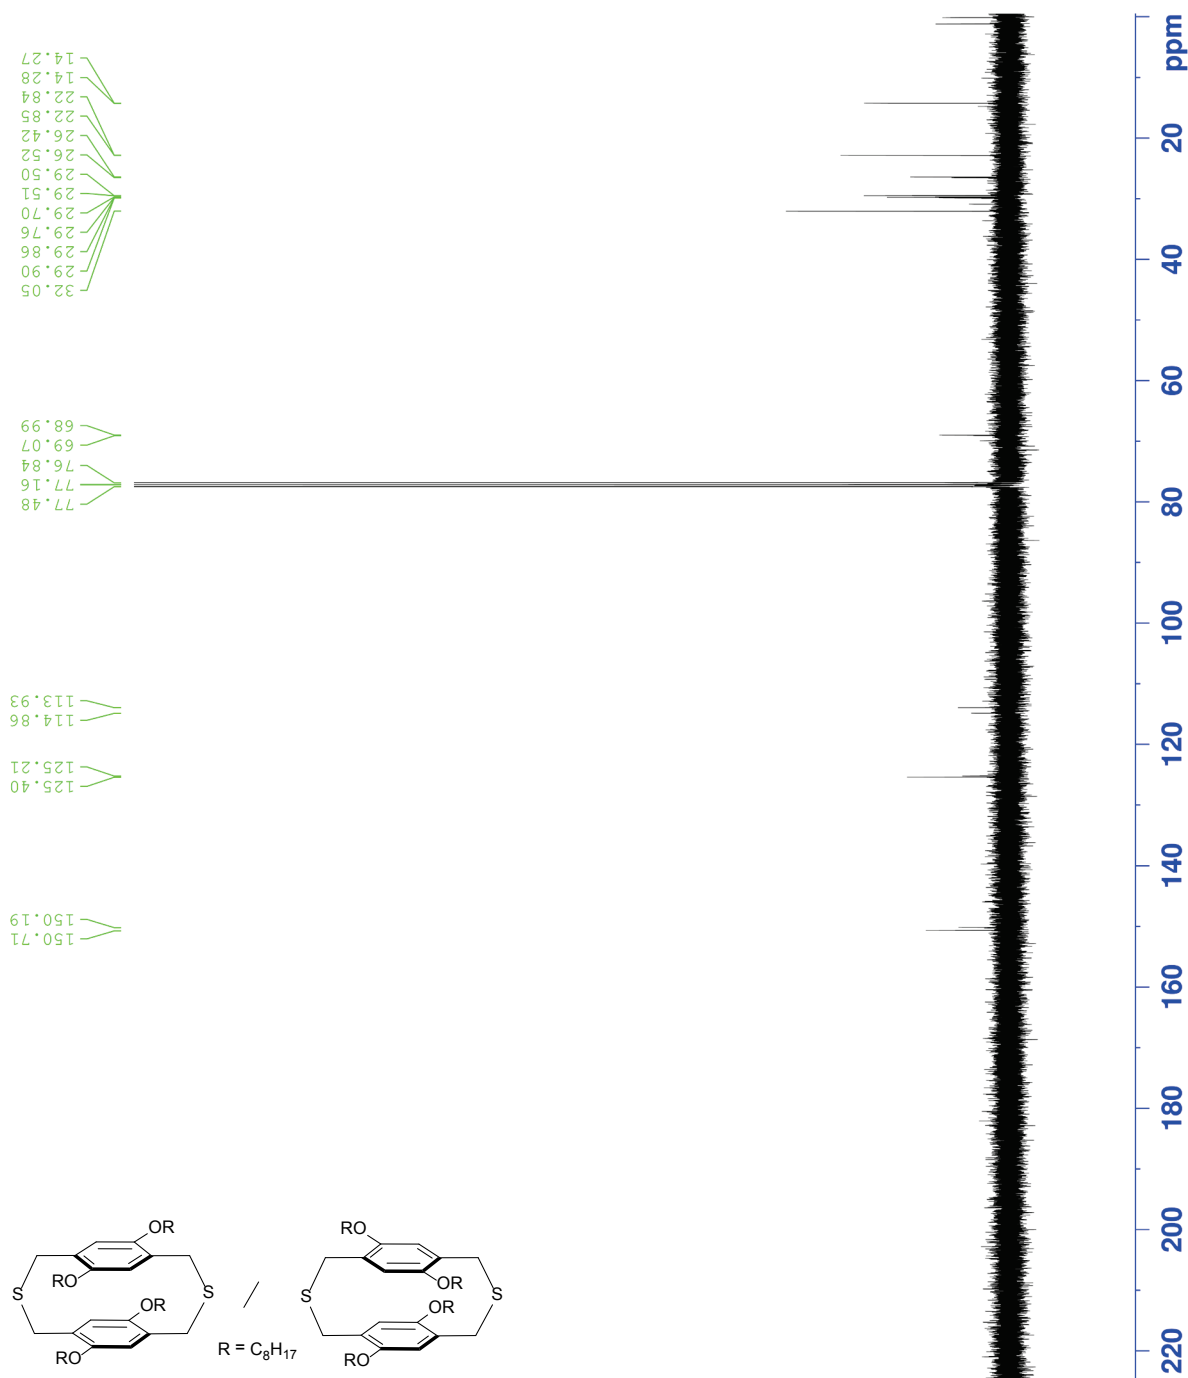 14.27
14.28
22.84
22.85
26.42
26.52
29.50
29.51
29.70
29.76
29.86
29.90
32.05
68.99
69.07
76.84
77.16
77.48
113.93
114.86
125.21
125.40
150.19
150.71
ppm
20
40
60
80
100
120
140
160
180
200
220
OR
RO
S
S
OR
RO
RO
OR
S
S
OR
RO
R = C₈H₁₇